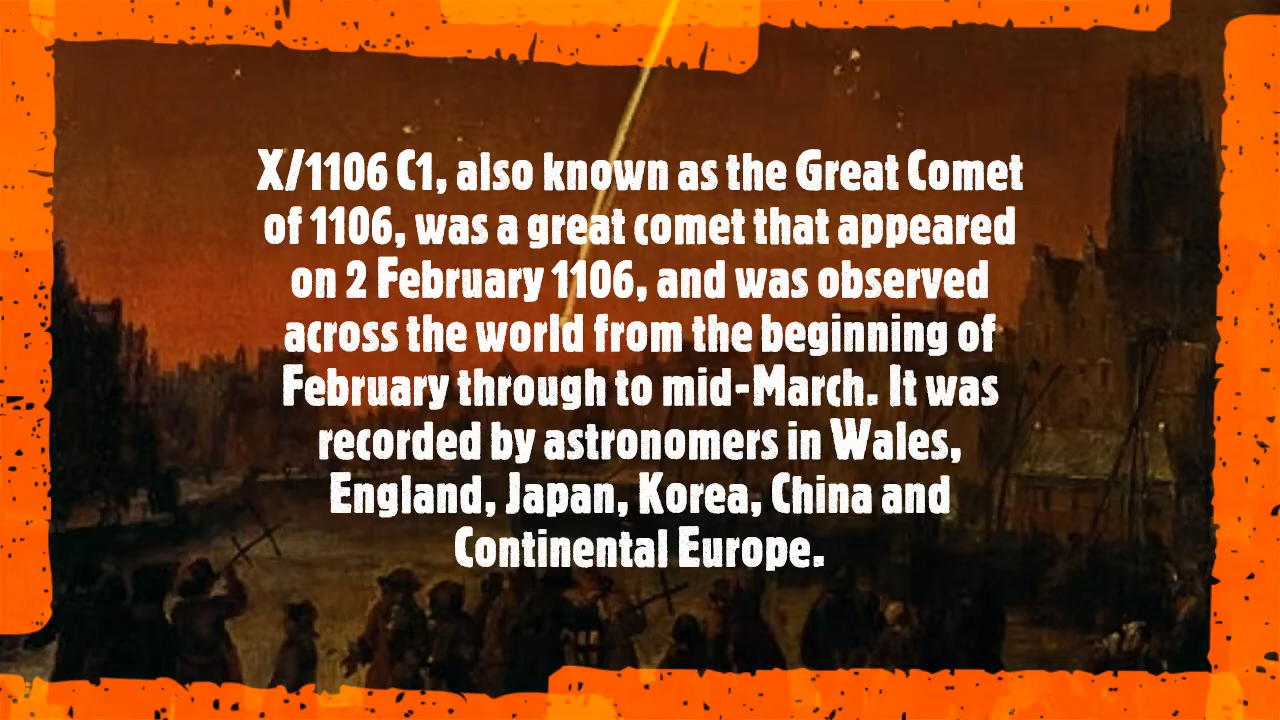 X/1106 C1, also known as the Great Comet
of 1106, was a great comet that appeared
on 2 February 1106, and was observed
across the world from the beginning of
February through to mid-March. It was
recorded by astronomers in Wales,
England, Japan, Korea, China and
Continental Europe.